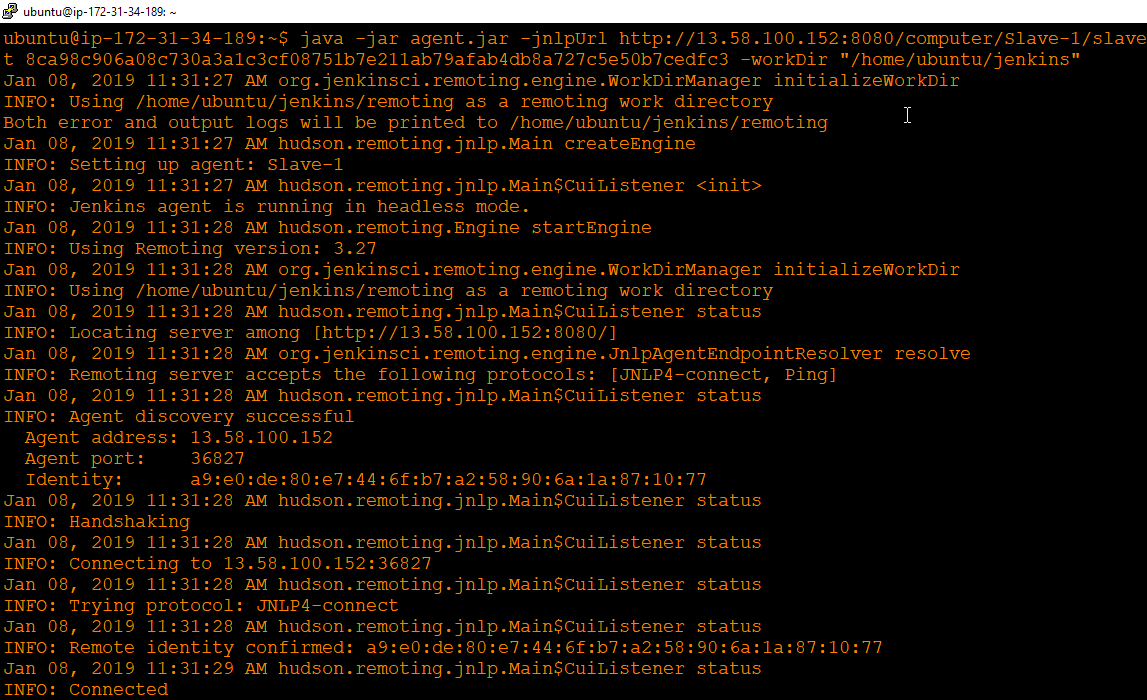 ubuntu@ip-172-31-34-189: ~
ubuntu@ip-172-31-34-189:~$ java -jar agent.jar -jnlpUrl http://13.58.100.152:8080/computer/Slave-1/slave
t 8ca98c906a08c730a3a1c3cf08751b7e211ab79afab4db8a727c5e50b7cedfc3 -workDir "/home/ubuntu/jenkins"
Jan 08, 2019 11:31:27 AM org.jenkinsci.remoting.engine.WorkDirManager initializeWorkDir
INFO: Using /home/ubuntu/jenkins/remoting as a remoting work directory
Both error and output logs will be printed to /home/ubuntu/jenkins/remoting
Jan 08, 2019 11:31:27 AM hudson.remoting.jnlp.Main createEngine
INFO: Setting up agent: Slave-1
Jan 08, 2019 11:31:27 AM hudson.remoting.jnlp.Main$CuiListener <init>
INFO: Jenkins agent is running in headless mode.
Jan 08, 2019 11:31:28 AM hudson.remoting.Engine startEngine
INFO: Using Remoting version: 3.27
Jan 08, 2019 11:31:28 AM org.jenkinsci.remoting.engine.WorkDirManager initializeWorkDir
INFO: Using /home/ubuntu/jenkins/remoting as a remoting work directory
Jan 08, 2019 11:31:28 AM hudson.remoting.jnlp.Main$CuiListener status
INFO: Locating server among [http://13.58.100.152:8080/]
Jan 08, 2019 11:31:28 AM org.jenkinsci.remoting.engine.JnlpAgentEndpointResolver resolve
INFO: Remoting server accepts the following protocols: [JNLP4-connect, Ping]
Jan 08, 2019 11:31:28 AM hudson.remoting.jnlp.Main$CuiListener status
INFO: Agent discovery successful
  Agent address: 13.58.100.152
  Agent port:    36827
  Identity:      a9:e0:de:80:e7:44:6f:b7:a2:58:90:6a:1a:87:10:77
Jan 08, 2019 11:31:28 AM hudson.remoting.jnlp.Main$CuiListener status
INFO: Handshaking
Jan 08, 2019 11:31:28 AM hudson.remoting.jnlp.Main$CuiListener status
INFO: Connecting to 13.58.100.152:36827
Jan 08, 2019 11:31:28 AM hudson.remoting.jnlp.Main$CuiListener status
INFO: Trying protocol: JNLP4-connect
Jan 08, 2019 11:31:28 AM hudson.remoting.jnlp.Main$CuiListener status
INFO: Remote identity confirmed: a9:e0:de:80:e7:44:6f:b7:a2:58:90:6a:1a:87:10:77
Jan 08, 2019 11:31:29 AM hudson.remoting.jnlp.Main$CuiListener status
INFO: Connected